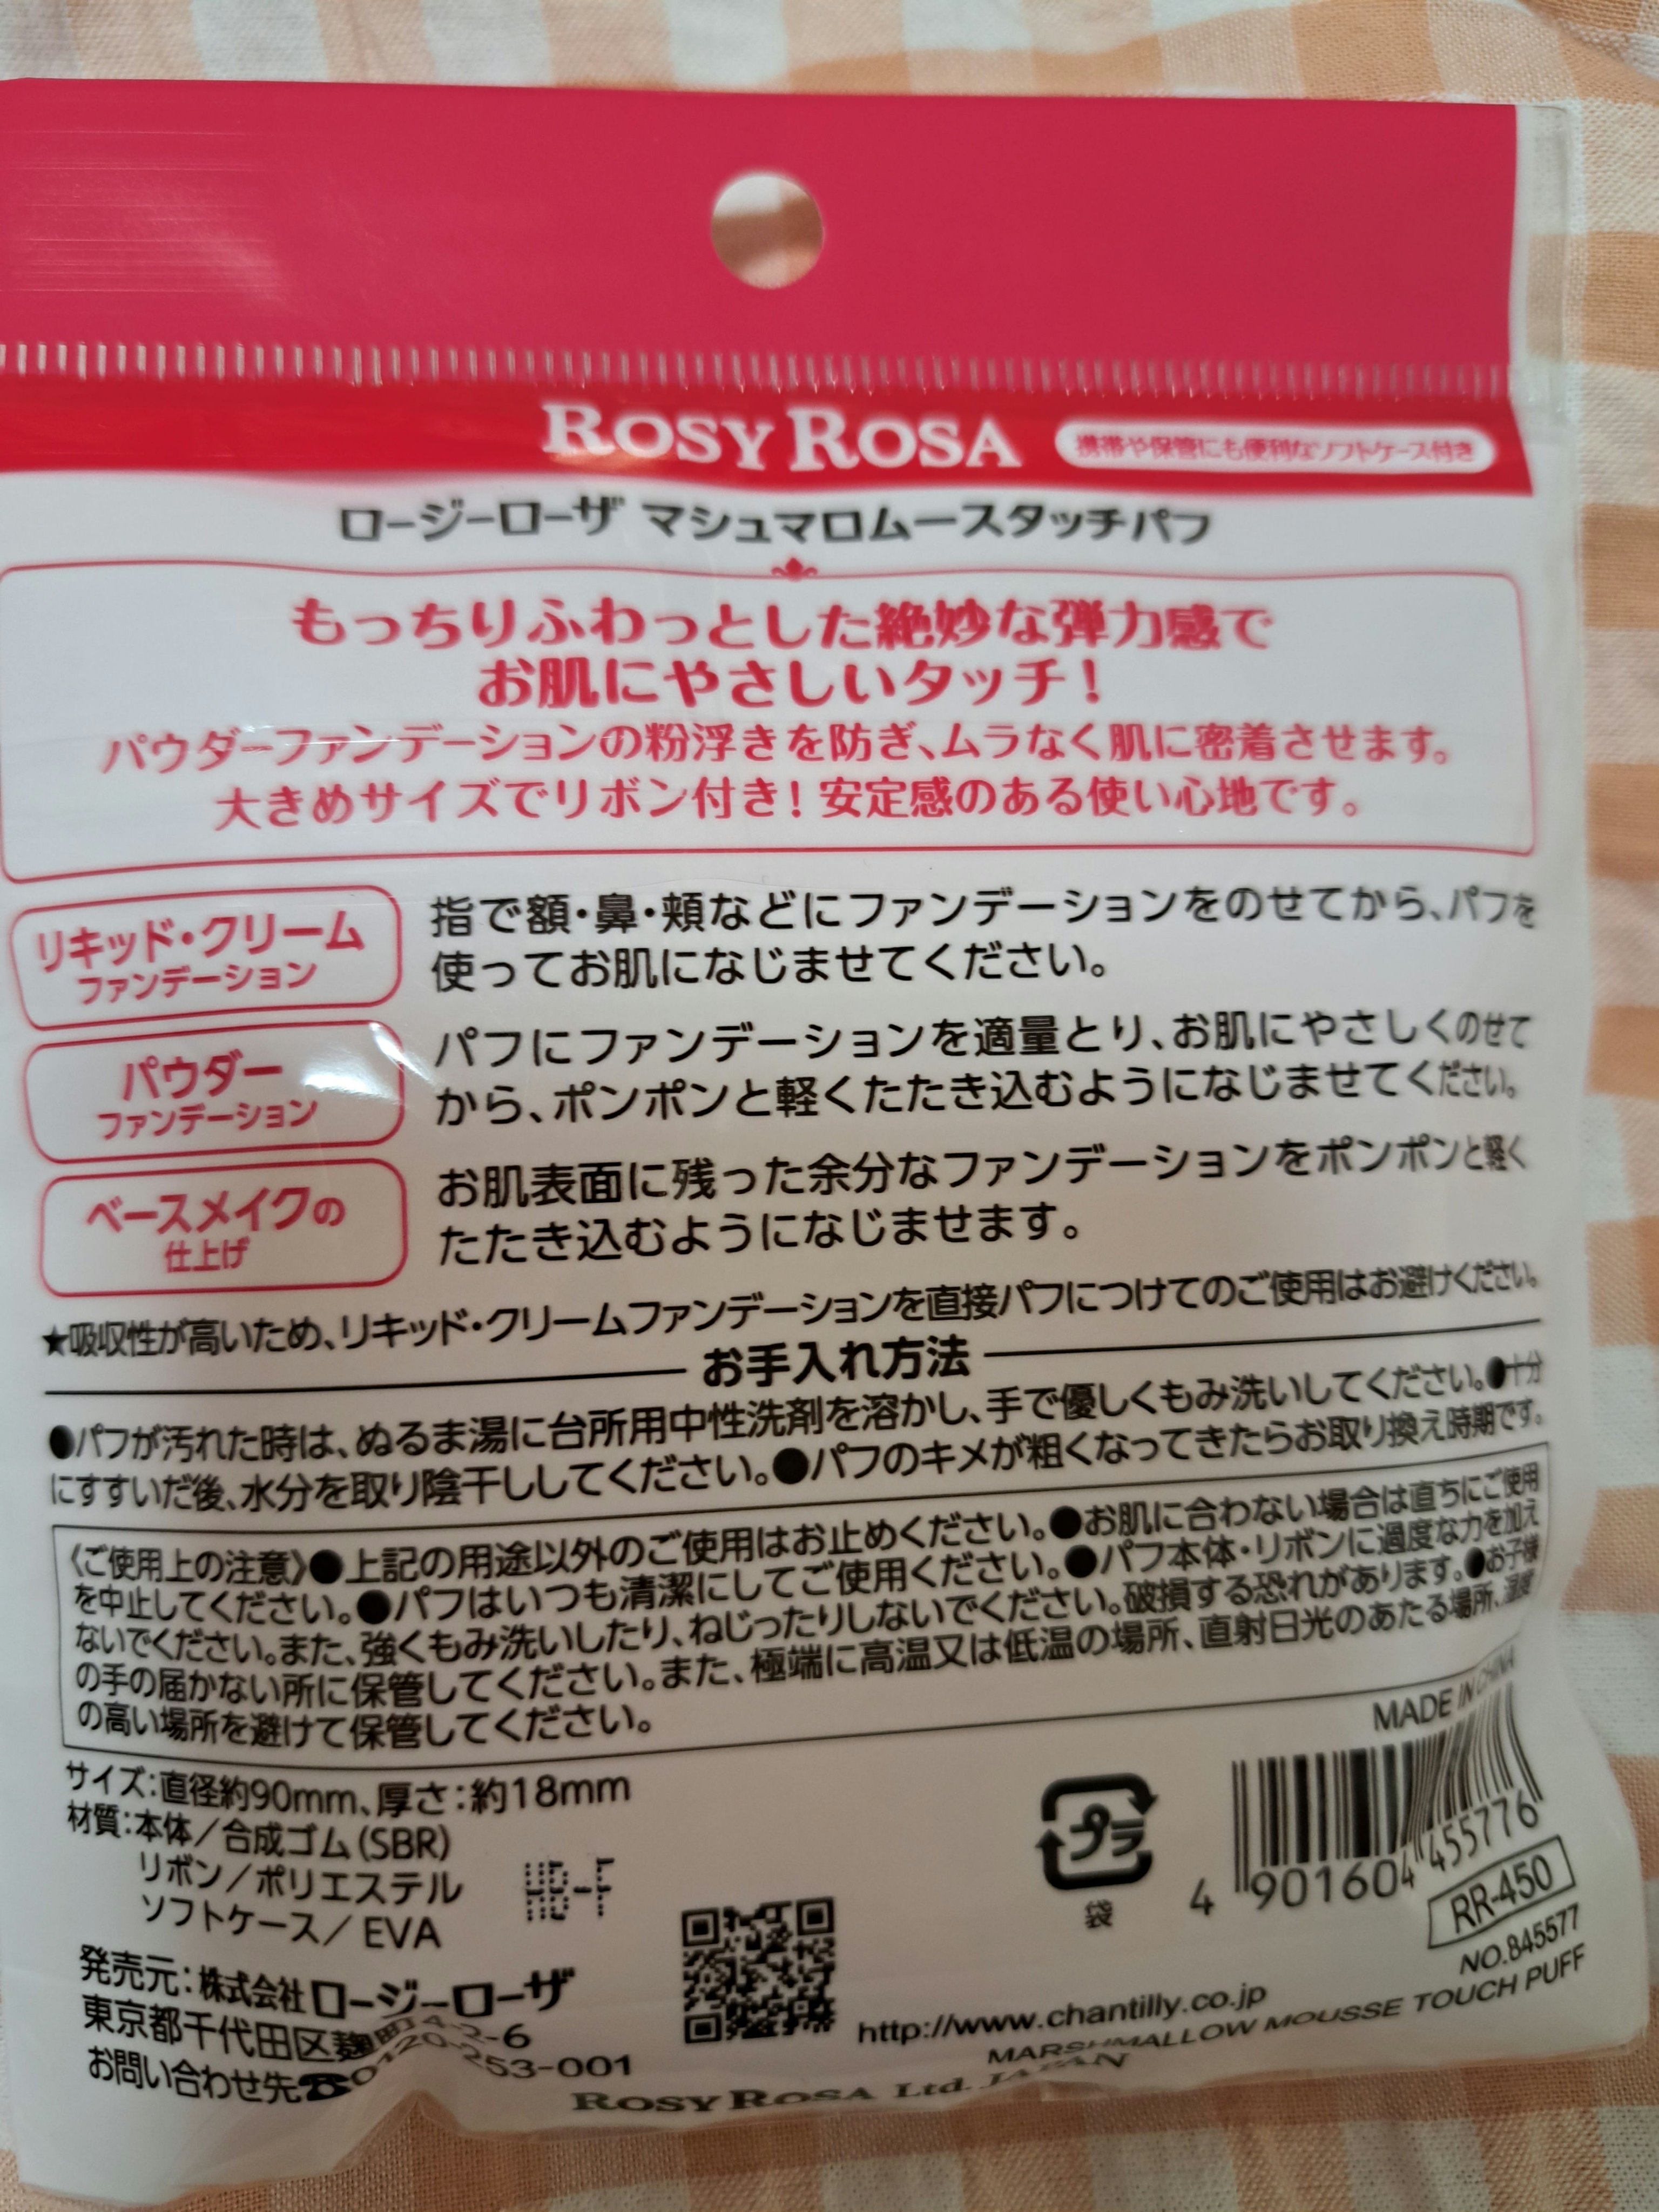 ROSY ROSA 携帯や保管にも便利なソフトケース付き
ロージーローザ マシュマロムースタッチパフ
もっちりふわっとした絶妙な弾力感で
お肌にやさしいタッチ!
パウダーファンデーションの粉浮きを防ぎ、ムラなく肌に密着させます。
大きめサイズでリボン付き!安定感のある使い心地です。
リキッド・クリーム
ファンデーション
指で額・鼻・頬などにファンデーションをのせてから、パフを
使ってお肌になじませてください。
パウダー
ファンデーション
パフにファンデーションを適量とり、お肌にやさしくのせて
から、ポンポンと軽くたたき込むようになじませてください。
ベースメイクの
仕上げ
お肌表面に残った余分なファンデーションをポンポンと軽く
たたき込むようになじませます。
★吸収性が高いため、リキッド・クリームファンデーションを直接パフにつけてのご使用はお避けください。
お手入れ方法
●パフが汚れた時は、ぬるま湯に台所用中性洗剤を溶かし、手で優しくもみ洗いしてください。●十分
にすすいだ後、水分を取り陰干ししてください。●パフのキメが粗くなってきたらお取り換え時期です。
〈ご使用上の注意〉●上記の用途以外のご使用はお止めください。●お肌に合わない場合は直ちにご使用
を中止してください。●パフはいつも清潔にしてご使用ください。●パフ本体・リボンに過度な力を加え
ないでください。また、強くもみ洗いしたり、ねじったりしないでください。破損する恐れがあります。●お子様
の手の届かない所に保管してください。また、極端に高温又は低温の場所、直射日光のあたる場所、湿度
の高い場所を避けて保管してください。
MADE IN CHINA
サイズ:直径約90mm、厚さ:約18mm
材質:本体/合成ゴム(SBR)
リボン/ポリエステル
ソフトケース/EVA
HB-F
プラ
袋
4 901604 455776
RR-450
NO.845577
発売元:株式会社ロージーローザ
東京都千代田区麹町4-2-6
お問い合わせ先☎0120-253-001
http://www.chantilly.co.jp
MARSHMALLOW MOUSSE TOUCH PUFF
ROSY ROSA Ltd. JAPAN